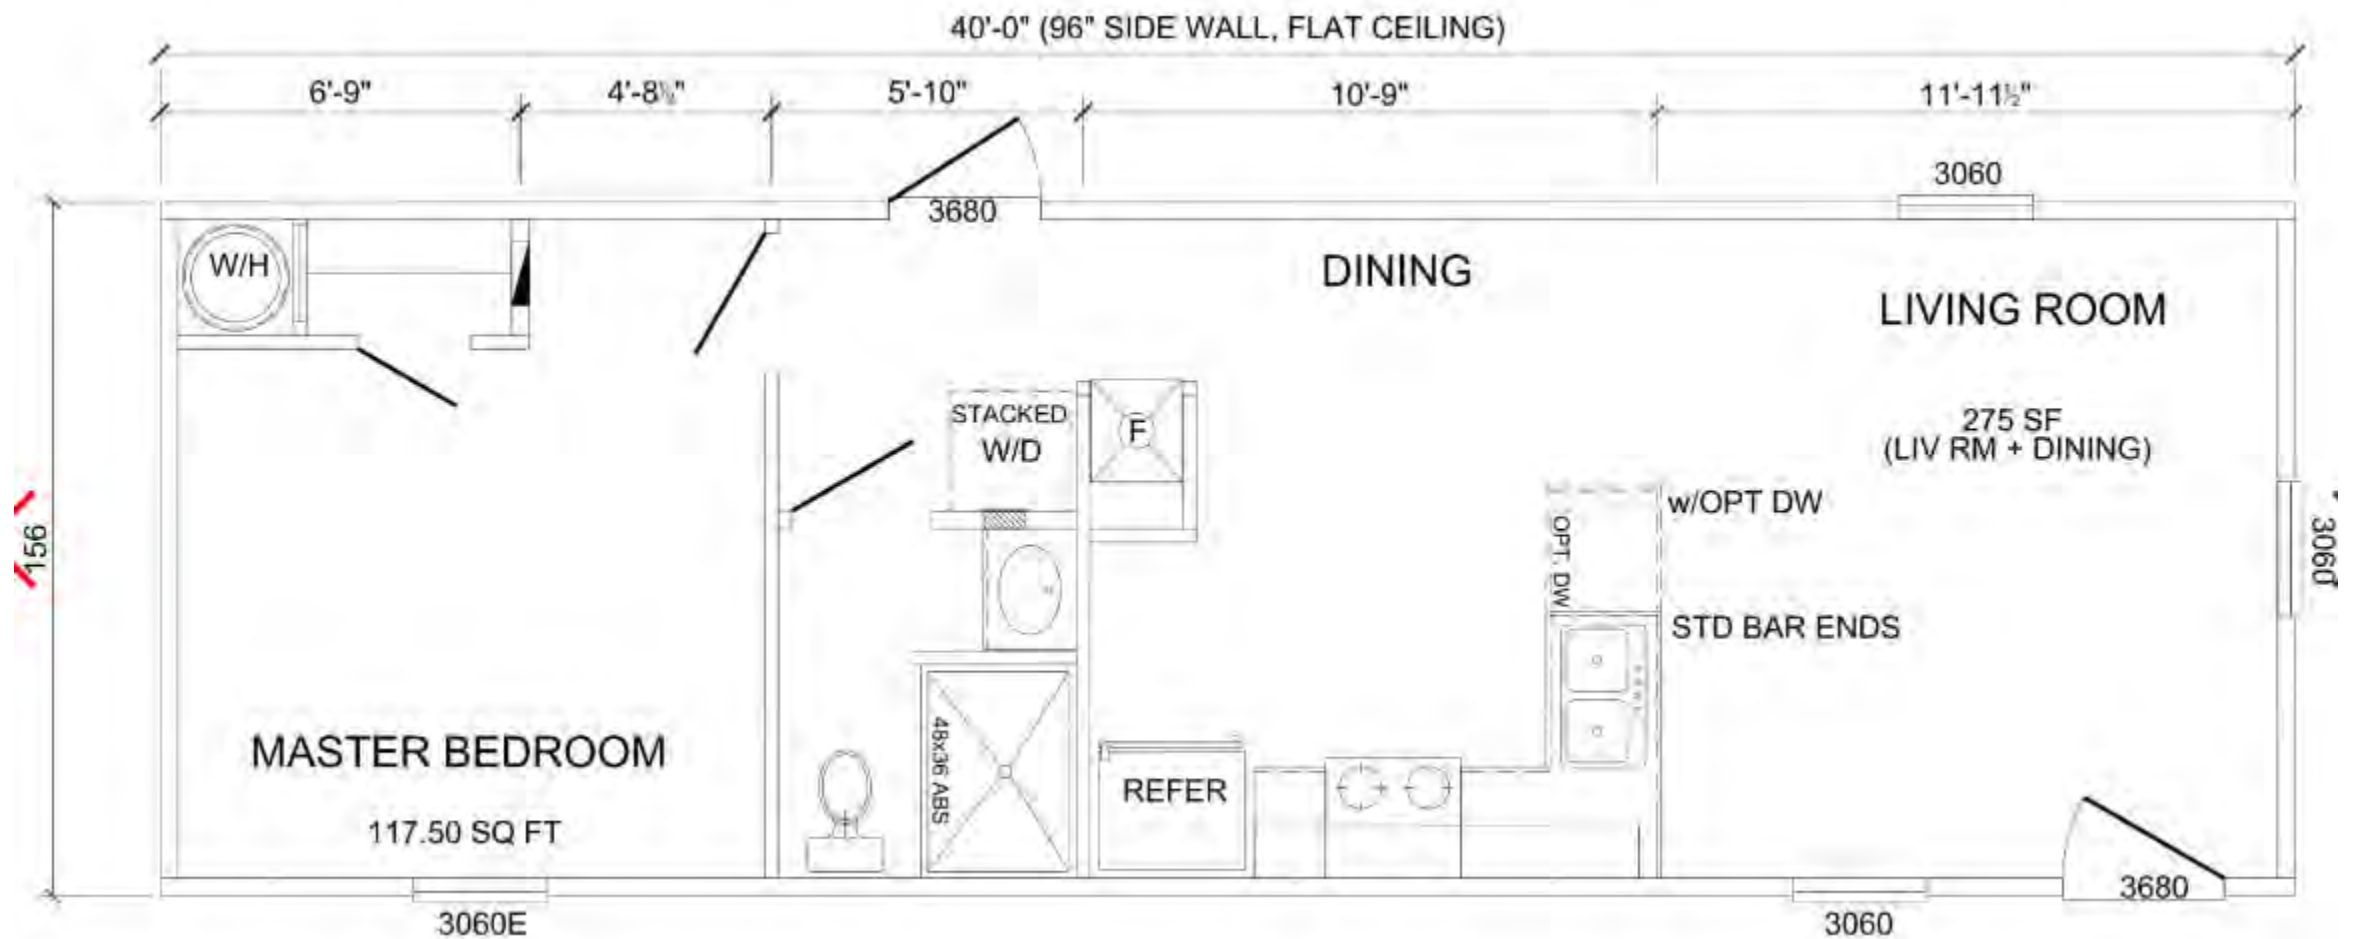 40'-0" (96" SIDE WALL, FLAT CEILING)
6'-9"
4'-8½"
5'-10"
10'-9"
11'-11½"
3060
3680
W/H
DINING
LIVING ROOM
STACKED
W/D
F
275 SF
(LIV RM + DINING)
w/OPT DW
OPT. DW
156
3060
STD BAR ENDS
MASTER BEDROOM
117.50 SQ FT
48x36 ABS
REFER
3680
3060E
3060